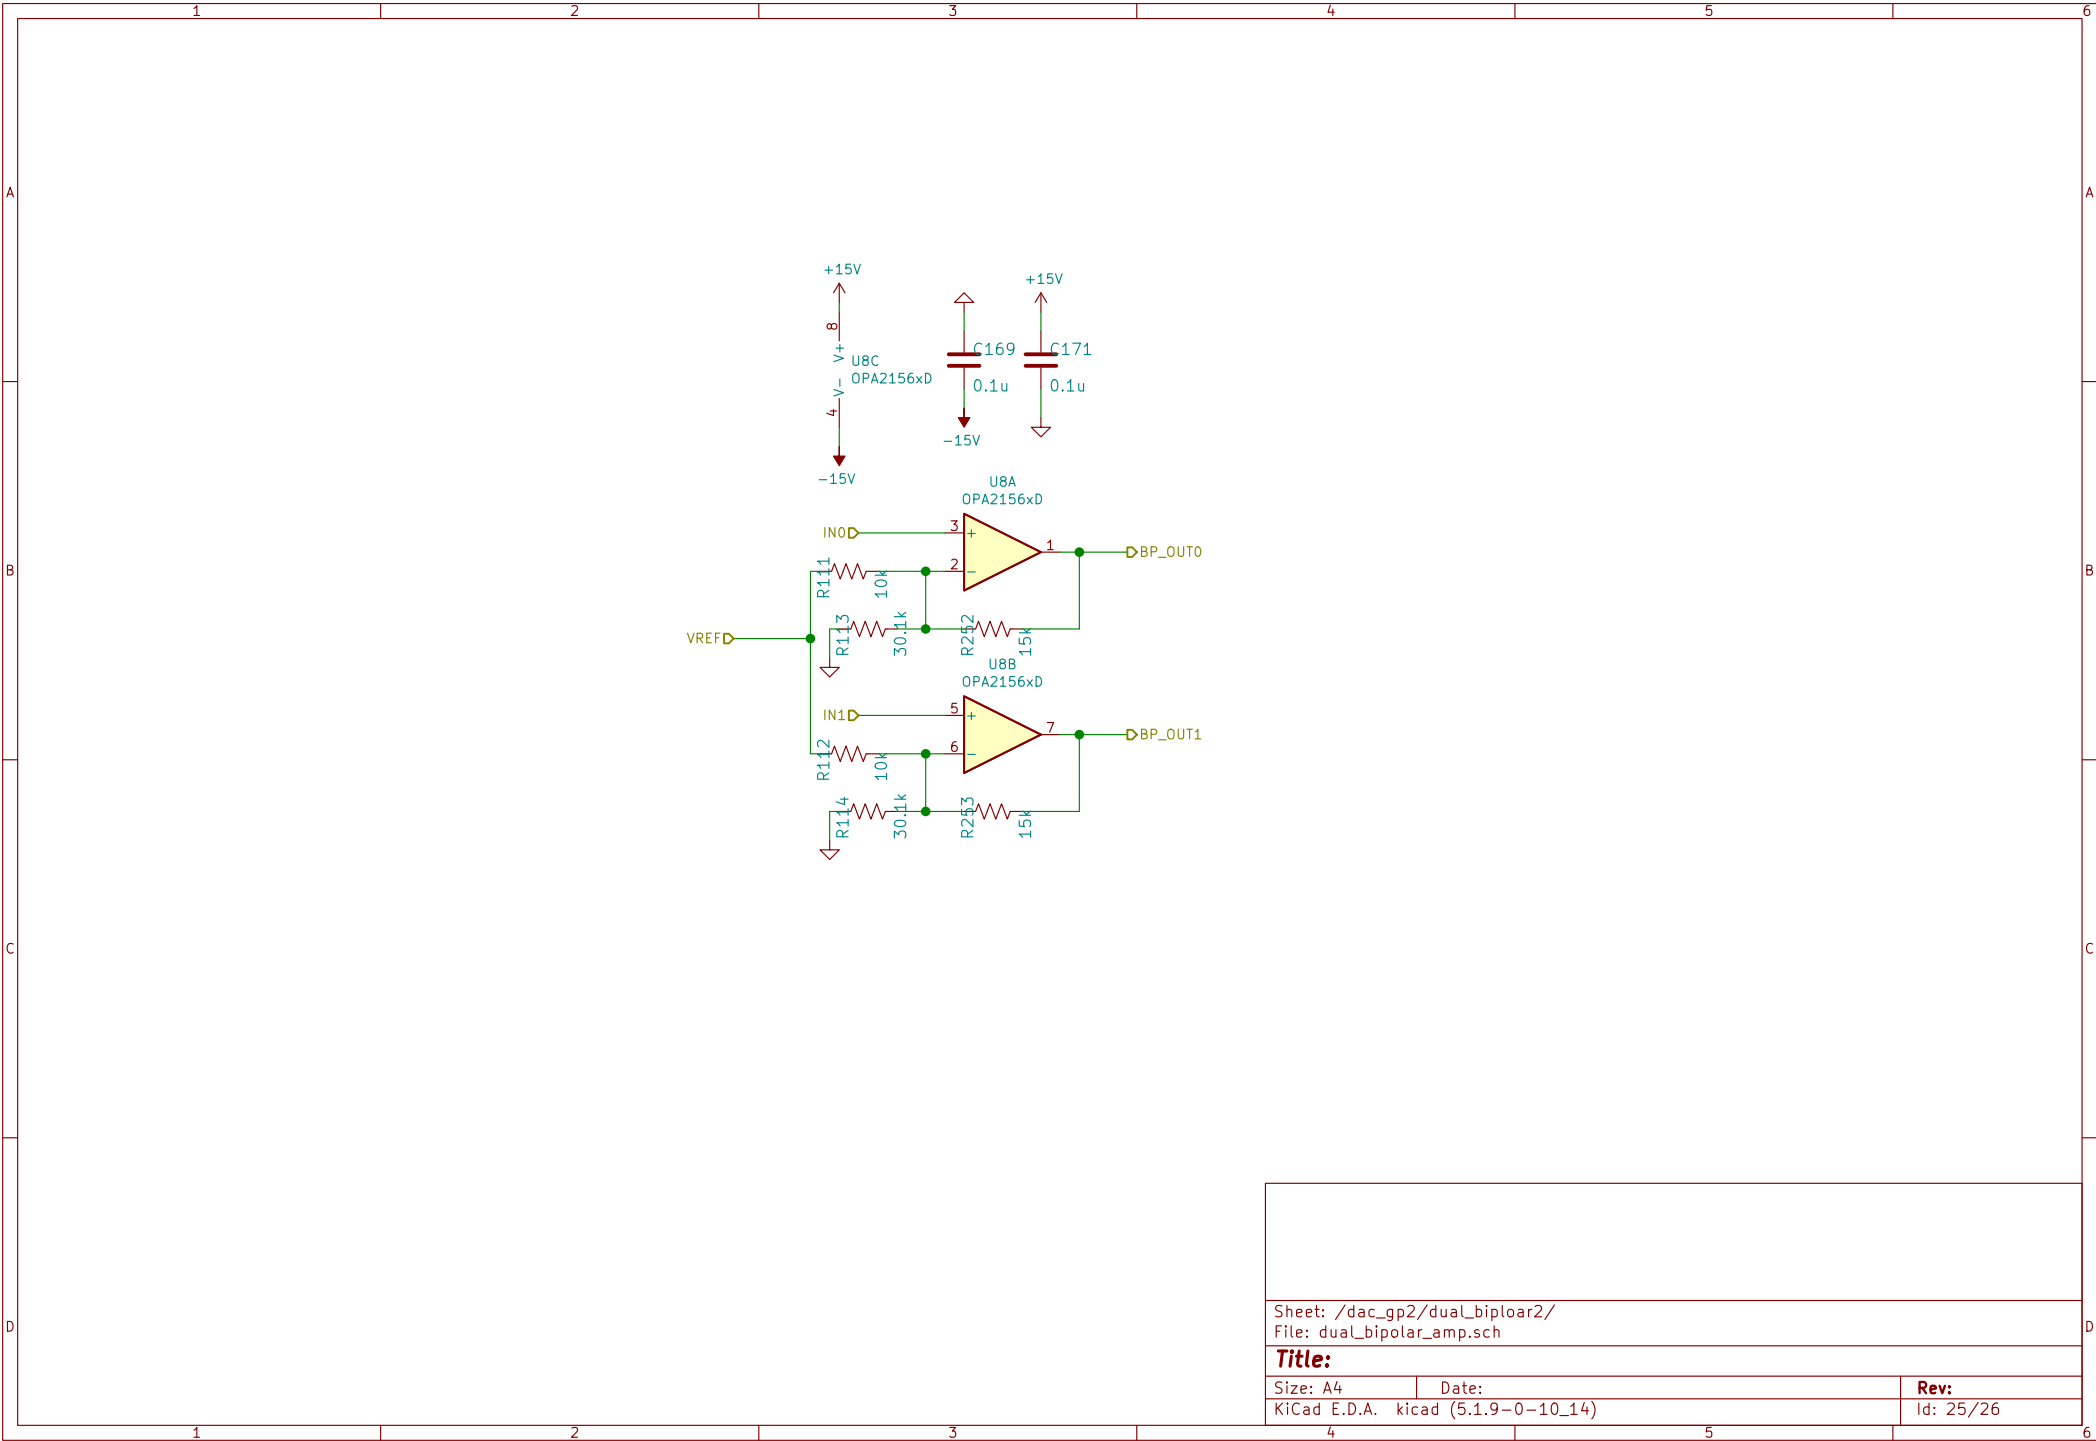 1 2 3 4 5 6
A A
+15V
+15V
8
V+
C169
C171
U8C
OPA2156xD
V-
0.1u
0.1u
4
-15V
-15V
U8A
OPA2156xD
IN0
3
+
1
BP_OUT0
B B
R111
10k
2
-
R113
30.1k
R252
15k
VREF
U8B
OPA2156xD
IN1
5
+
7
BP_OUT1
R112
10k
6
-
R114
30.1k
R253
15k
C C
D D
Sheet: /dac_gp2/dual_biploar2/
File: dual_bipolar_amp.sch
Title:
Size: A4 Date: Rev:
KiCad E.D.A. kicad (5.1.9-0-10_14) Id: 25/26
1 2 3 4 5 6